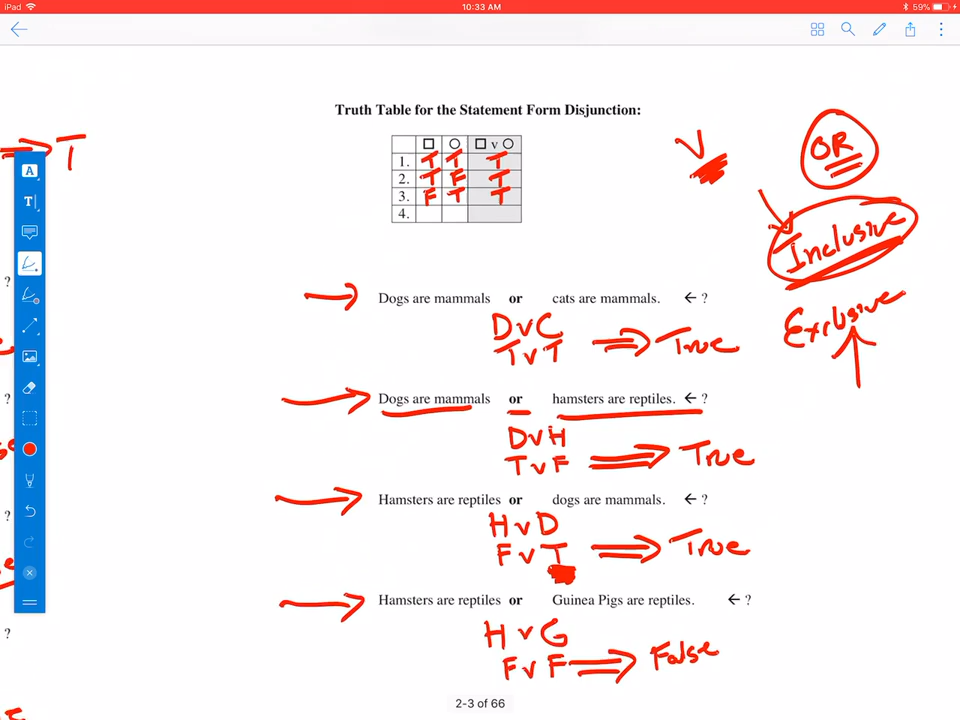 iPad
10:33 AM
59%
Truth Table for the Statement Form Disjunction:
□ ○ □ v ○
1. T T T
2. T F T
3. F T T
4.
T
V
OR
Inclusive
Exclusive
?
Dogs are mammals or cats are mammals. ← ?
D v C
T v T ⇒ True
?
Dogs are mammals or hamsters are reptiles. ← ?
D v H
T v F ⇒ True
?
Hamsters are reptiles or dogs are mammals. ← ?
H v D
F v T ⇒ True
?
Hamsters are reptiles or Guinea Pigs are reptiles. ← ?
H v G
F v F ⇒ False
2-3 of 66